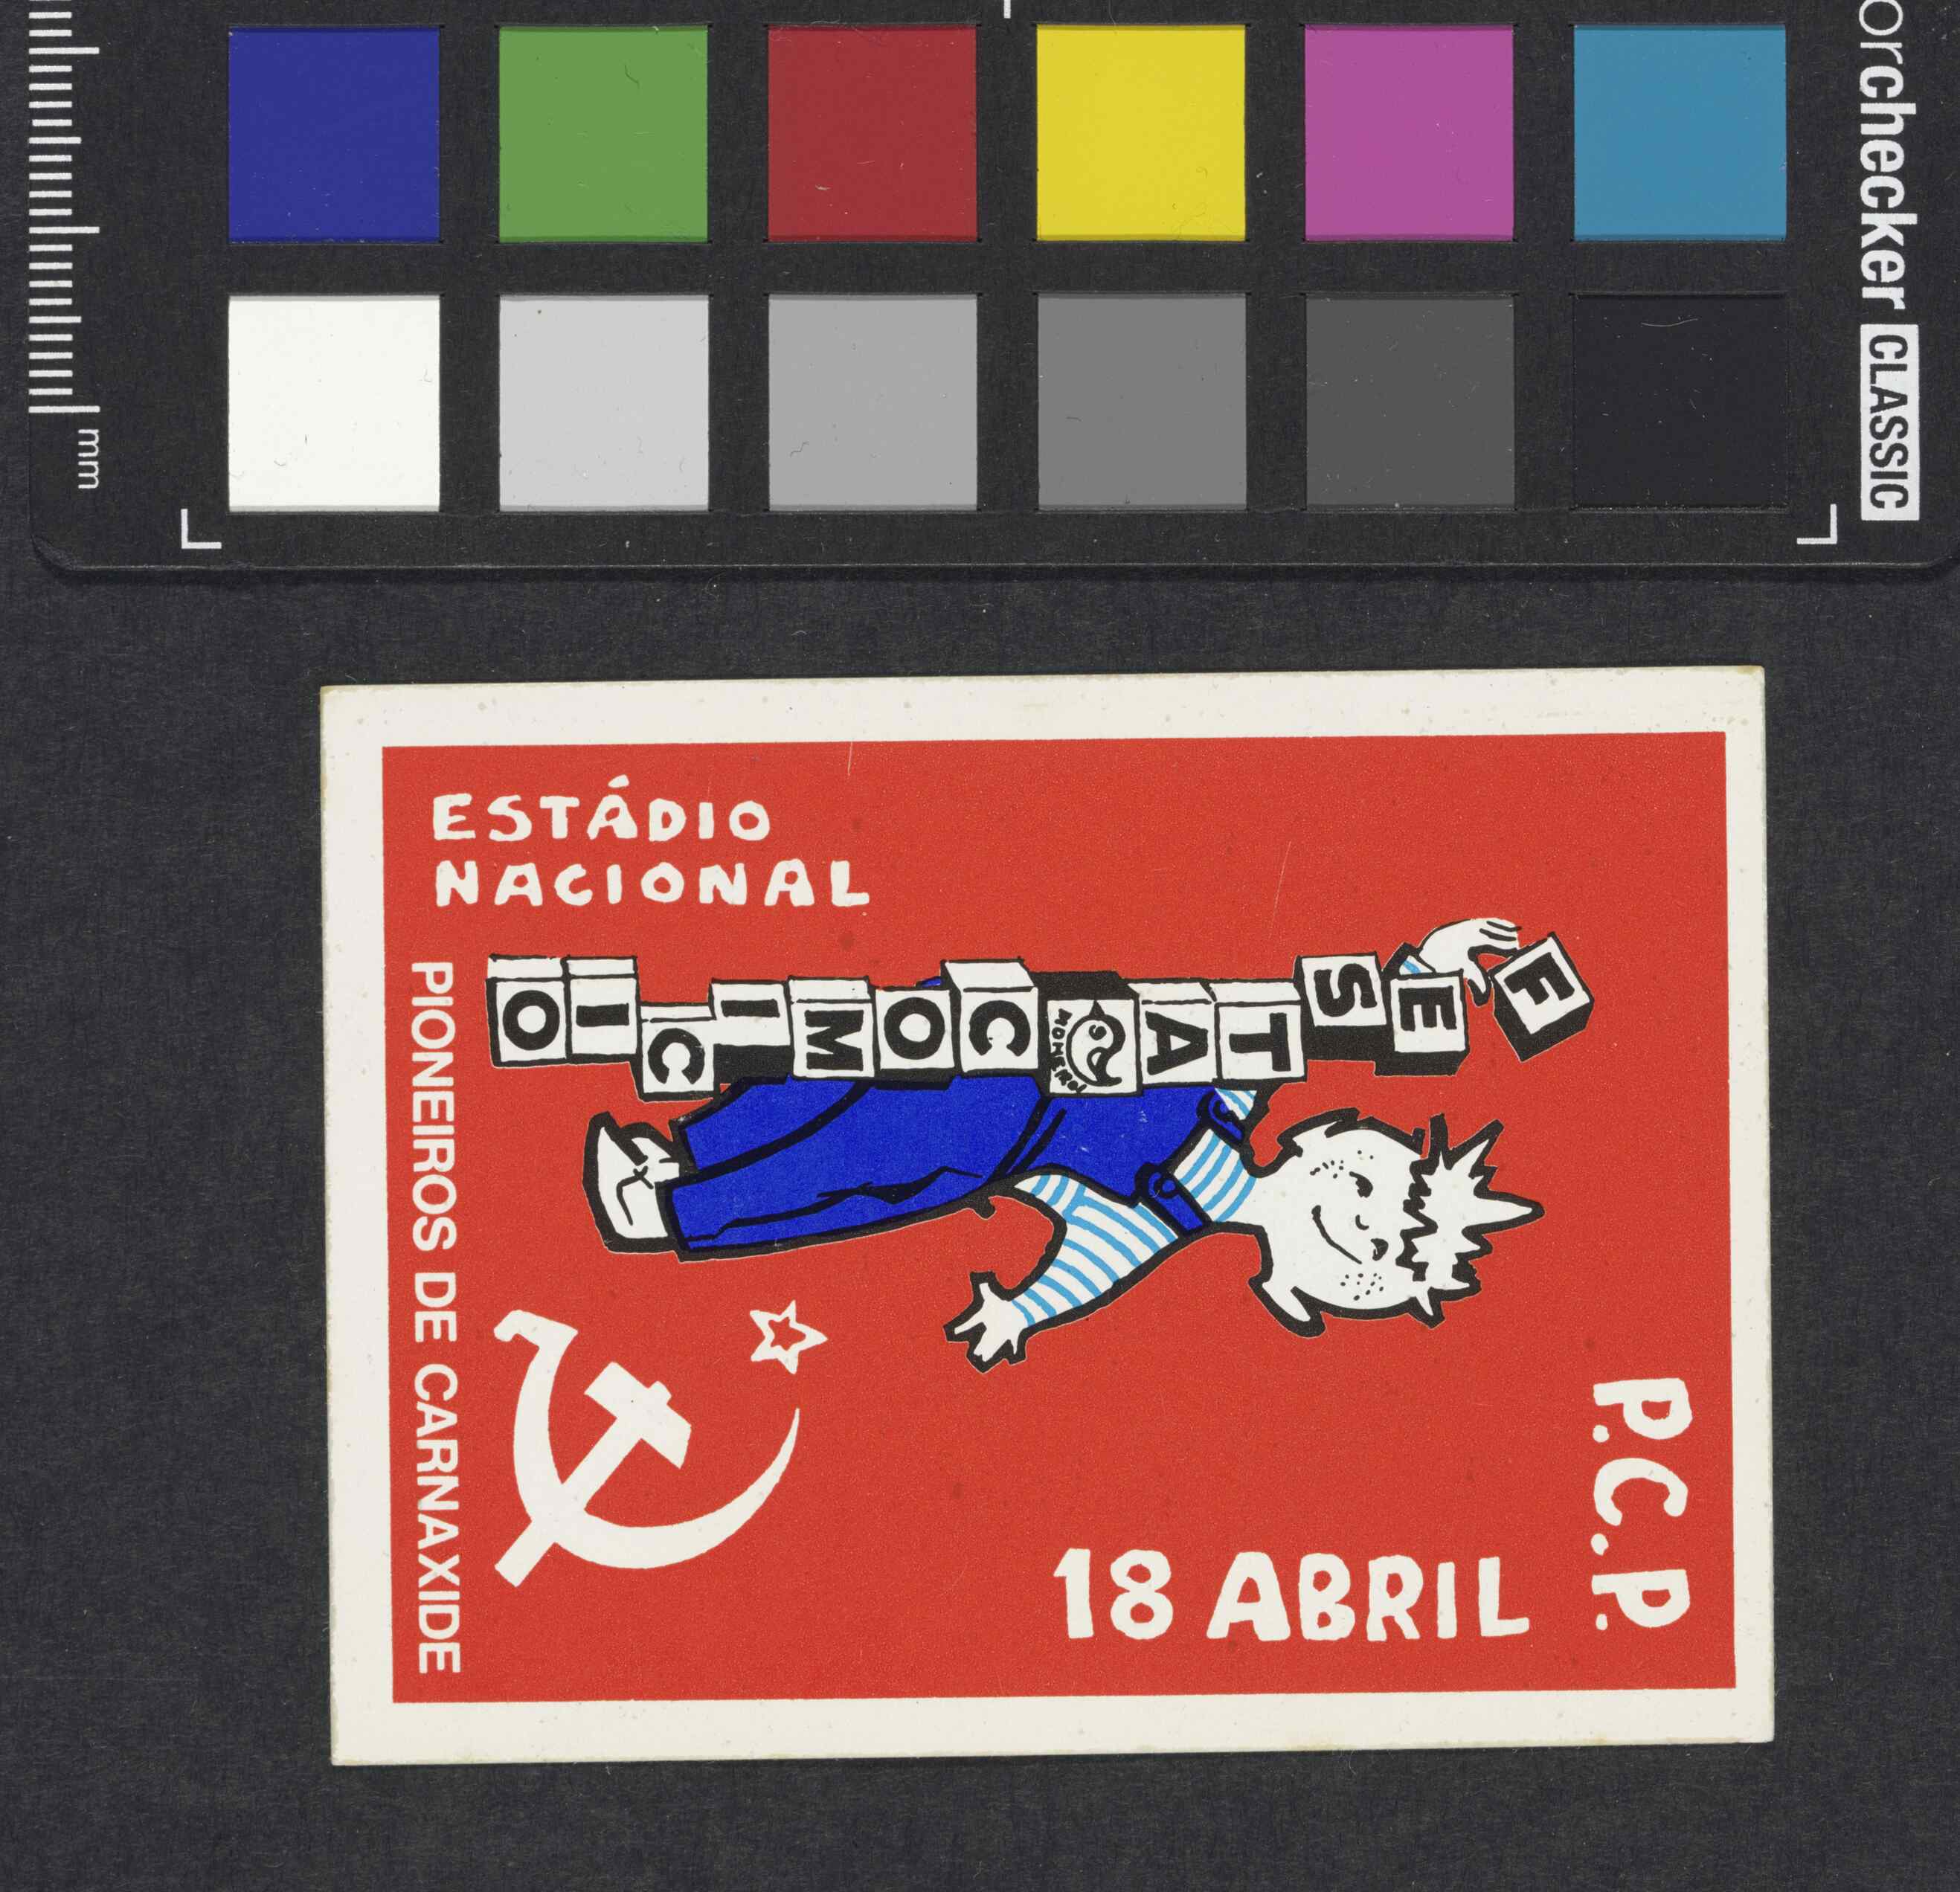 orchecker CLASSIC
mm
P.C.P.
FESTA
COMICIO
ESTÁDIO
NACIONAL
18 ABRIL
PIONEIROS DE CARNAXIDE